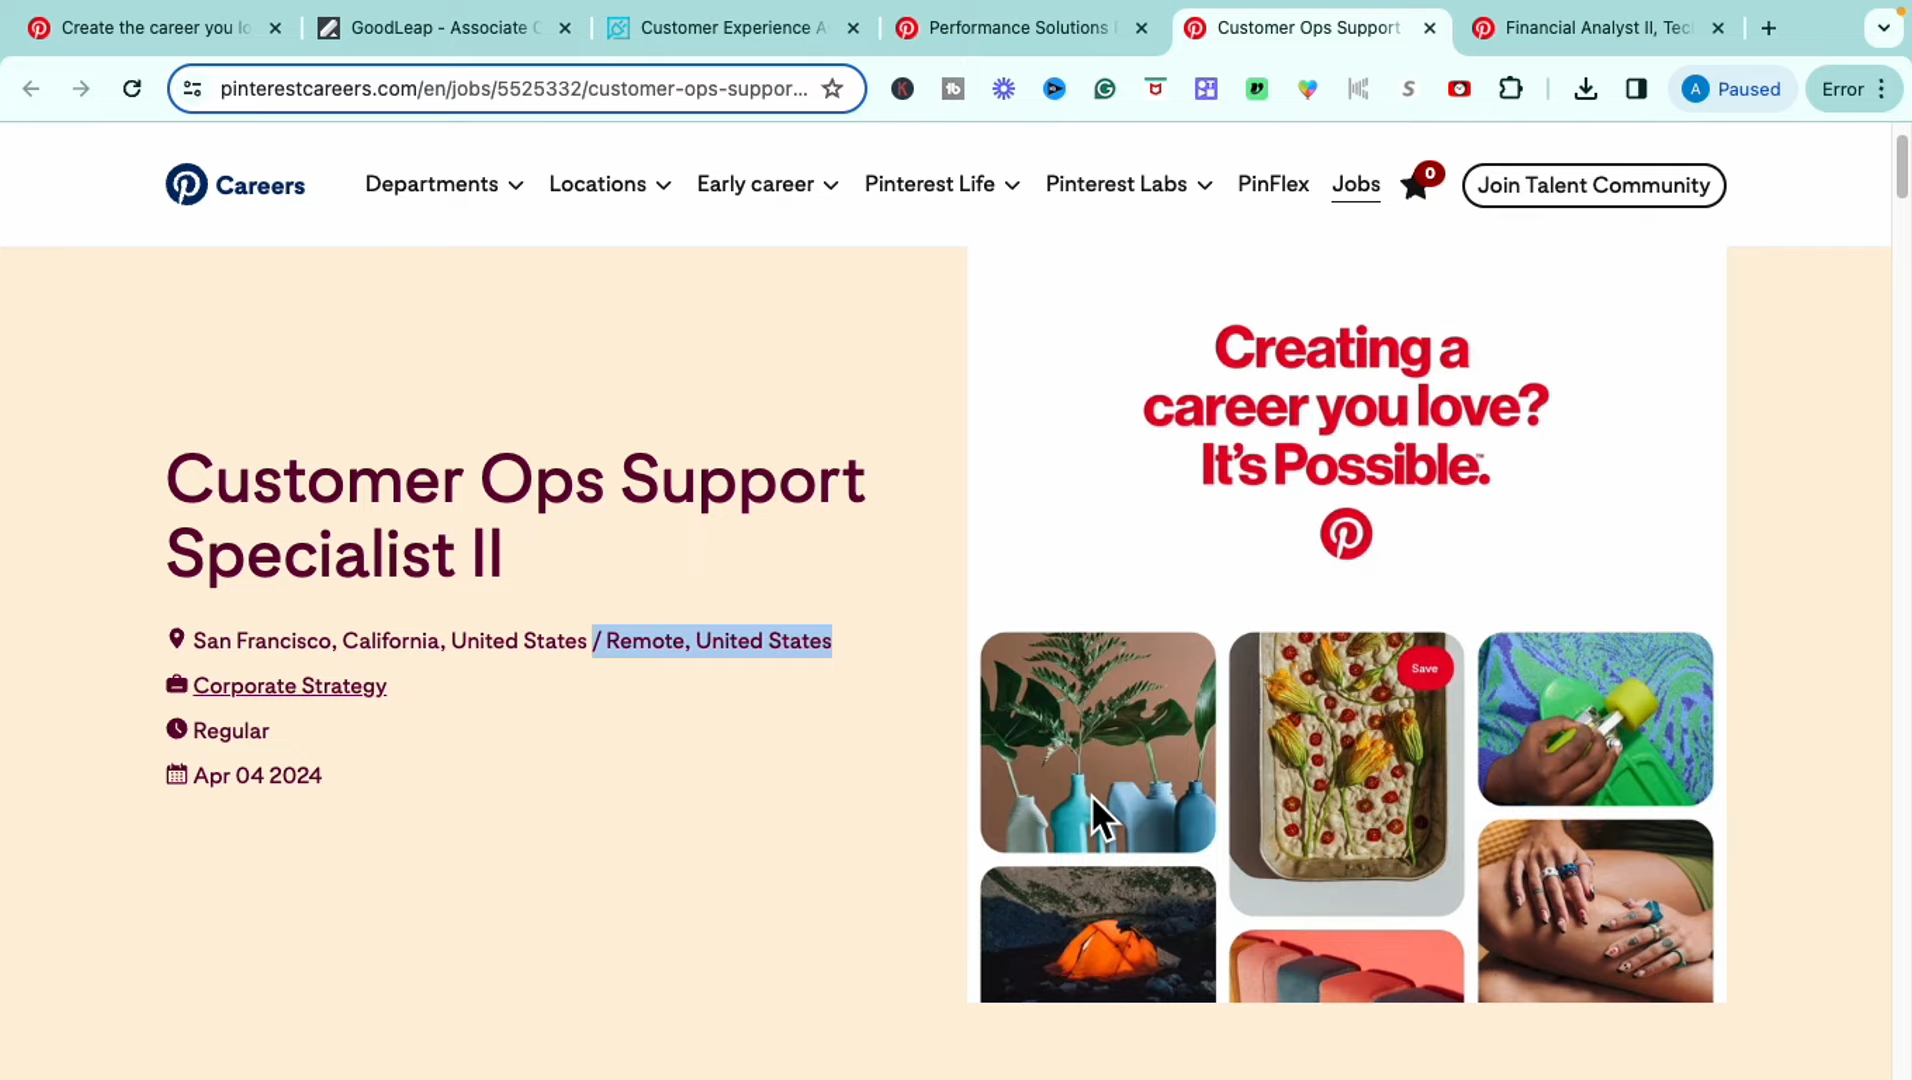 Create the career you lo
GoodLeap - Associate C
Customer Experience A
Performance Solutions
Customer Ops Support
Financial Analyst II, Tec
pinterestcareers.com/en/jobs/5525332/customer-ops-suppor...
A Paused
Error
Careers
Departments
Locations
Early career
Pinterest Life
Pinterest Labs
PinFlex
Jobs
0
Join Talent Community
Customer Ops Support
Specialist II
San Francisco, California, United States / Remote, United States
Corporate Strategy
Regular
Apr 04 2024
Creating a
career you love?
It's Possible.™
Save